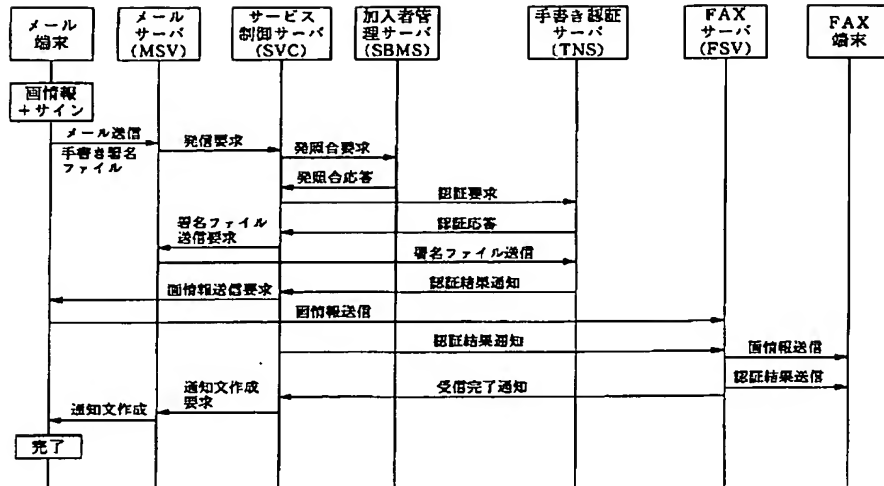 メール
端末
メール
サーバ
(MSV)
サービス
制御サーバ
(SVC)
加入者管
理サーバ
(SBMS)
手書き認証
サーバ
(TNS)
FAX
サーバ
(FSV)
FAX
端末
画情報
+サイン
メール送信
手書き署名
ファイル
発信要求
発照合要求
発照合応答
認証要求
認証応答
署名ファイル
送信要求
署名ファイル送信
認証結果通知
画情報送信要求
画情報送信
認証結果通知
画情報送信
認証結果送信
受信完了通知
通知文作成
要求
通知文作成
完了